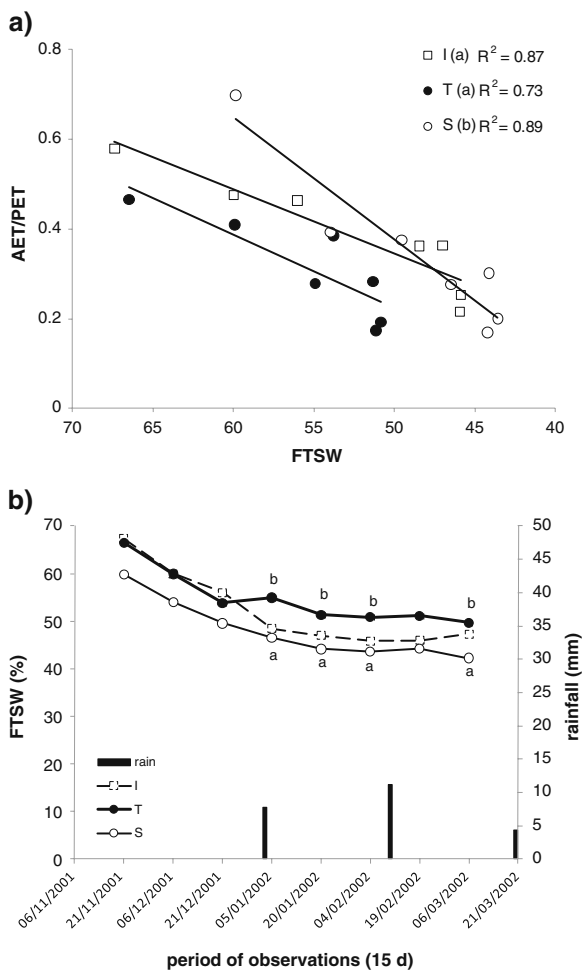 a)
0.8
0.6
0.4
0.2
0
AET/PET
I (a) R² = 0.87
T (a) R² = 0.73
S (b) R² = 0.89
70 65 60 55 50 45 40
FTSW
b)
70
60
50
40
30
20
10
0
FTSW (%)
b b b b
a a a a
rain
I
T
S
50
45
40
35
30
25
20
15
10
5
0
rainfall (mm)
06/11/2001 21/11/2001 06/12/2001 21/12/2001 05/01/2002 20/01/2002 04/02/2002 19/02/2002 06/03/2002 21/03/2002
period of observations (15 d)